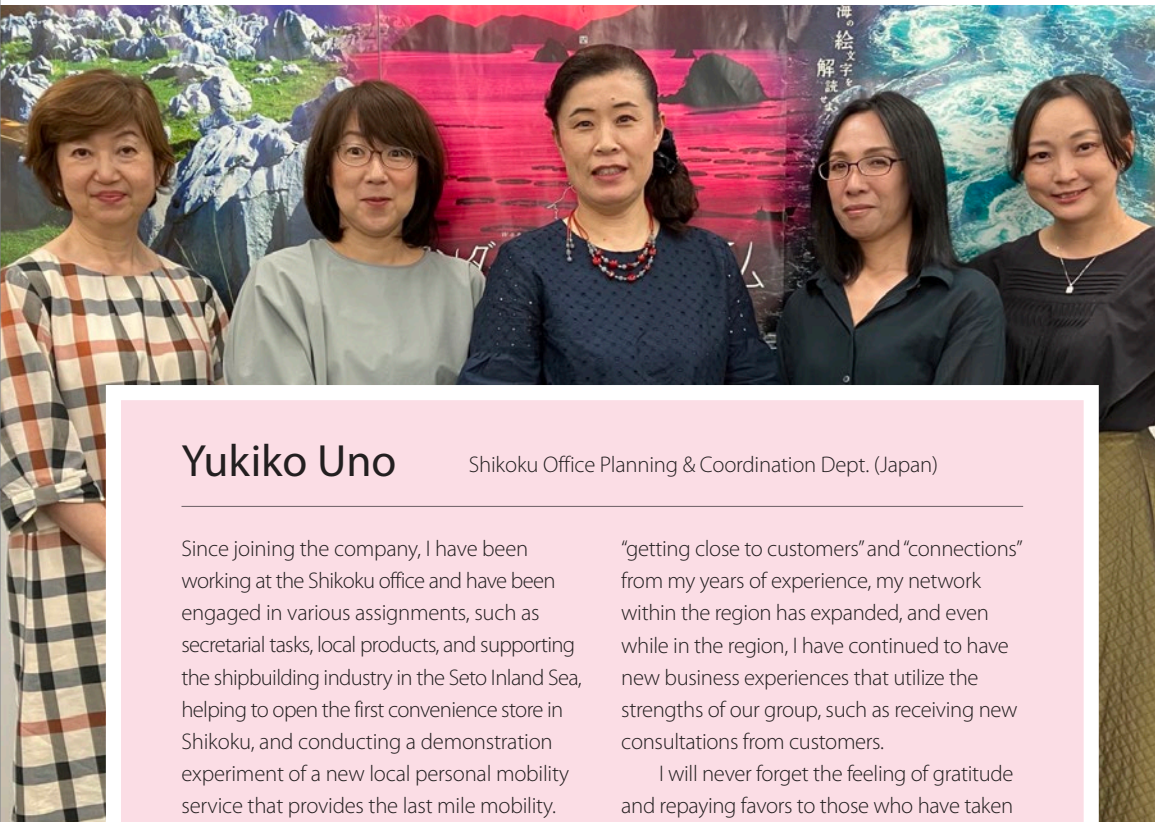 海の
絵文字を
解読せよ
Yukiko Uno
Shikoku Office Planning & Coordination Dept. (Japan)
Since joining the company, I have been
working at the Shikoku office and have been
engaged in various assignments, such as
secretarial tasks, local products, and supporting
the shipbuilding industry in the Seto Inland Sea,
helping to open the first convenience store in
Shikoku, and conducting a demonstration
experiment of a new local personal mobility
service that provides the last mile mobility.
“getting close to customers” and “connections”
from my years of experience, my network
within the region has expanded, and even
while in the region, I have continued to have
new business experiences that utilize the
strengths of our group, such as receiving new
consultations from customers.
I will never forget the feeling of gratitude
and repaying favors to those who have taken